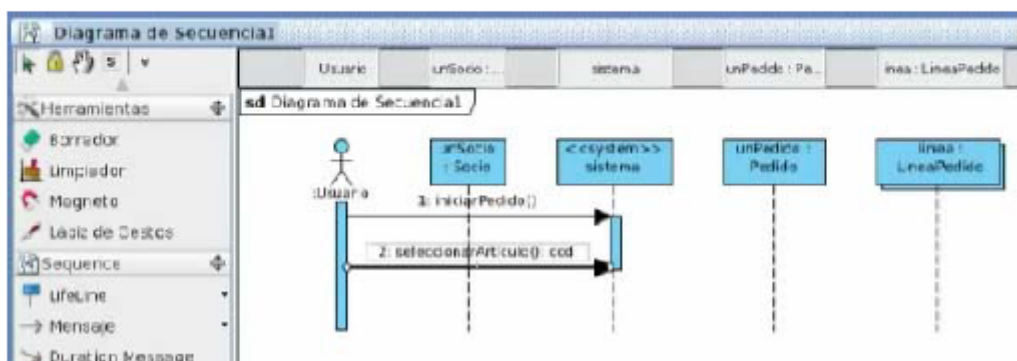 Diagrama de Secuencia1
Usuario
unSocio : ...
sistema
unPedido : Pe...
linea : LineaPedido
Herramientas
sd Diagrama de Secuencia1
Borrador
Limpiador
Magneto
Lápiz de Gestos
Sequence
LifeLine
Mensaje
Duration Message
:Usuario
unSocio
: Socio
<<system>>
sistema
unPedido :
Pedido
linea :
LineaPedido
1: iniciarPedido()
2: seleccionarArticulo(): cod